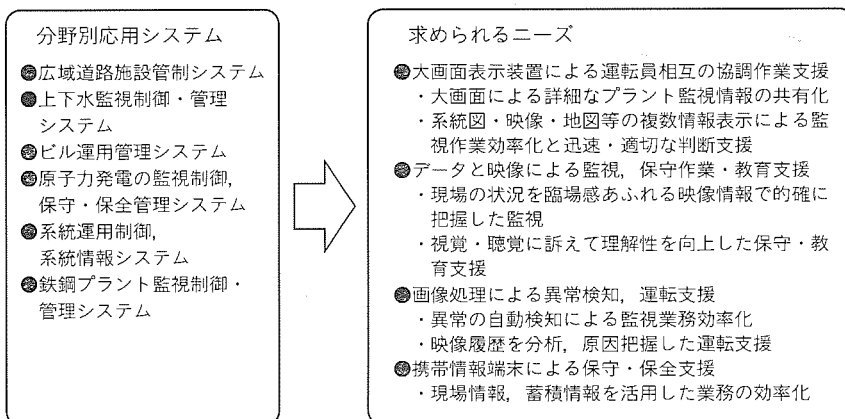 分野別応用システム
●広域道路施設管制システム
●上下水監視制御・管理
システム
●ビル運用管理システム
●原子力発電の監視制御,
保守・保全管理システム
●系統運用制御,
系統情報システム
●鉄鋼プラント監視制御・
管理システム
求められるニーズ
●大画面表示装置による運転員相互の協調作業支援
・大画面による詳細なプラント監視情報の共有化
・系統図・映像・地図等の複数情報表示による監
視作業効率化と迅速・適切な判断支援
●データと映像による監視,保守作業・教育支援
・現場の状況を臨場感あふれる映像情報で的確に
把握した監視
・視覚・聴覚に訴えて理解性を向上した保守・教
育支援
●画像処理による異常検知,運転支援
・異常の自動検知による監視業務効率化
・映像履歴を分析,原因把握した運転支援
●携帯情報端末による保守・保全支援
・現場情報,蓄積情報を活用した業務の効率化